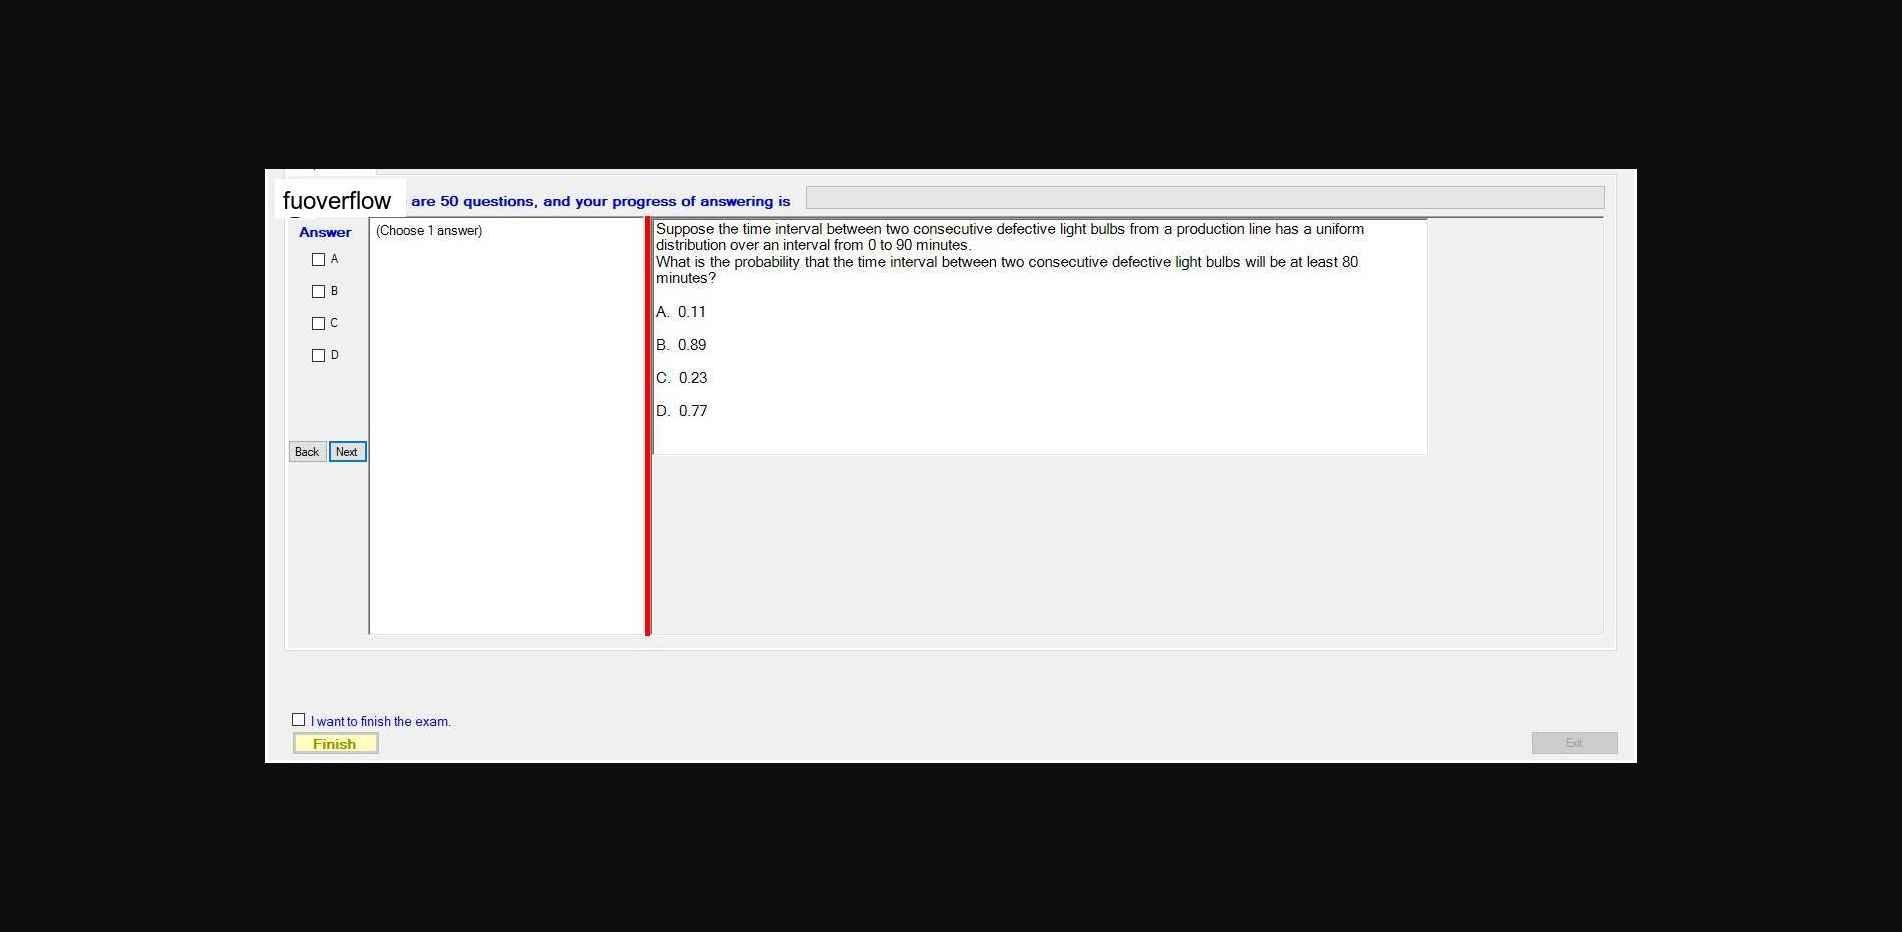 fuoverflow are 50 questions, and your progress of answering is
Answer
A
B
C
D
Back Next
(Choose 1 answer)
Suppose the time interval between two consecutive defective light bulbs from a production line has a uniform
distribution over an interval from 0 to 90 minutes.
What is the probability that the time interval between two consecutive defective light bulbs will be at least 80
minutes?
A. 0.11
B. 0.89
C. 0.23
D. 0.77
I want to finish the exam.
Finish
Exit